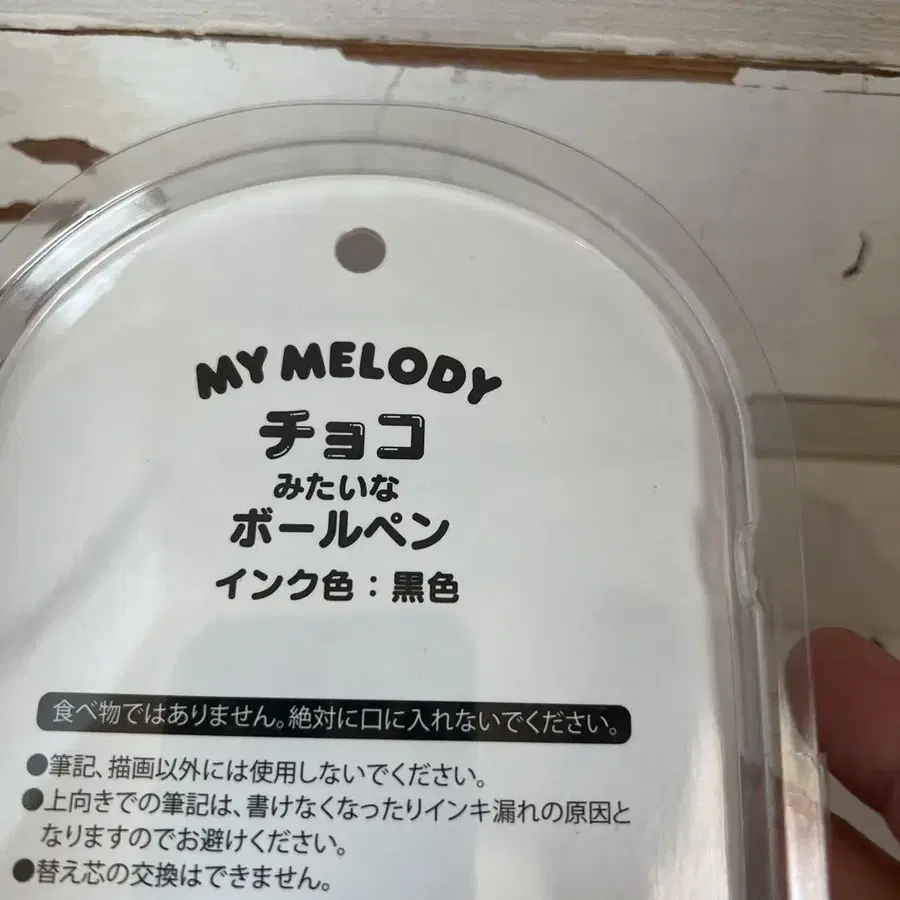 MY MELODY
チョコ
みたいな
ボールペン
インク色:黒色
食べ物ではありません。絶対に口に入れないでください。
●筆記、描画以外には使用しないでください。
●上向きでの筆記は、書けなくなったりインキ漏れの原因と
なりますのでお避けください。
●替え芯の交換はできません。